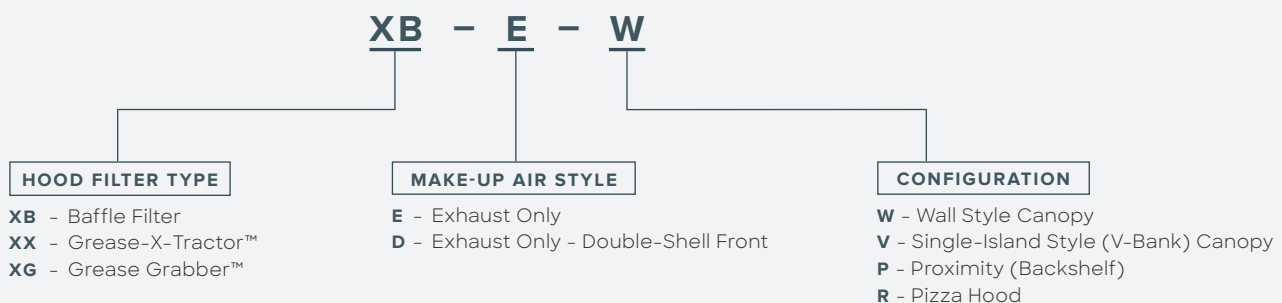 XB – E – W
HOOD FILTER TYPE
XB - Baffle Filter
XX - Grease-X-Tractor™
XG - Grease Grabber™
MAKE-UP AIR STYLE
E - Exhaust Only
D - Exhaust Only - Double-Shell Front
CONFIGURATION
W - Wall Style Canopy
V - Single-Island Style (V-Bank) Canopy
P - Proximity (Backshelf)
R - Pizza Hood